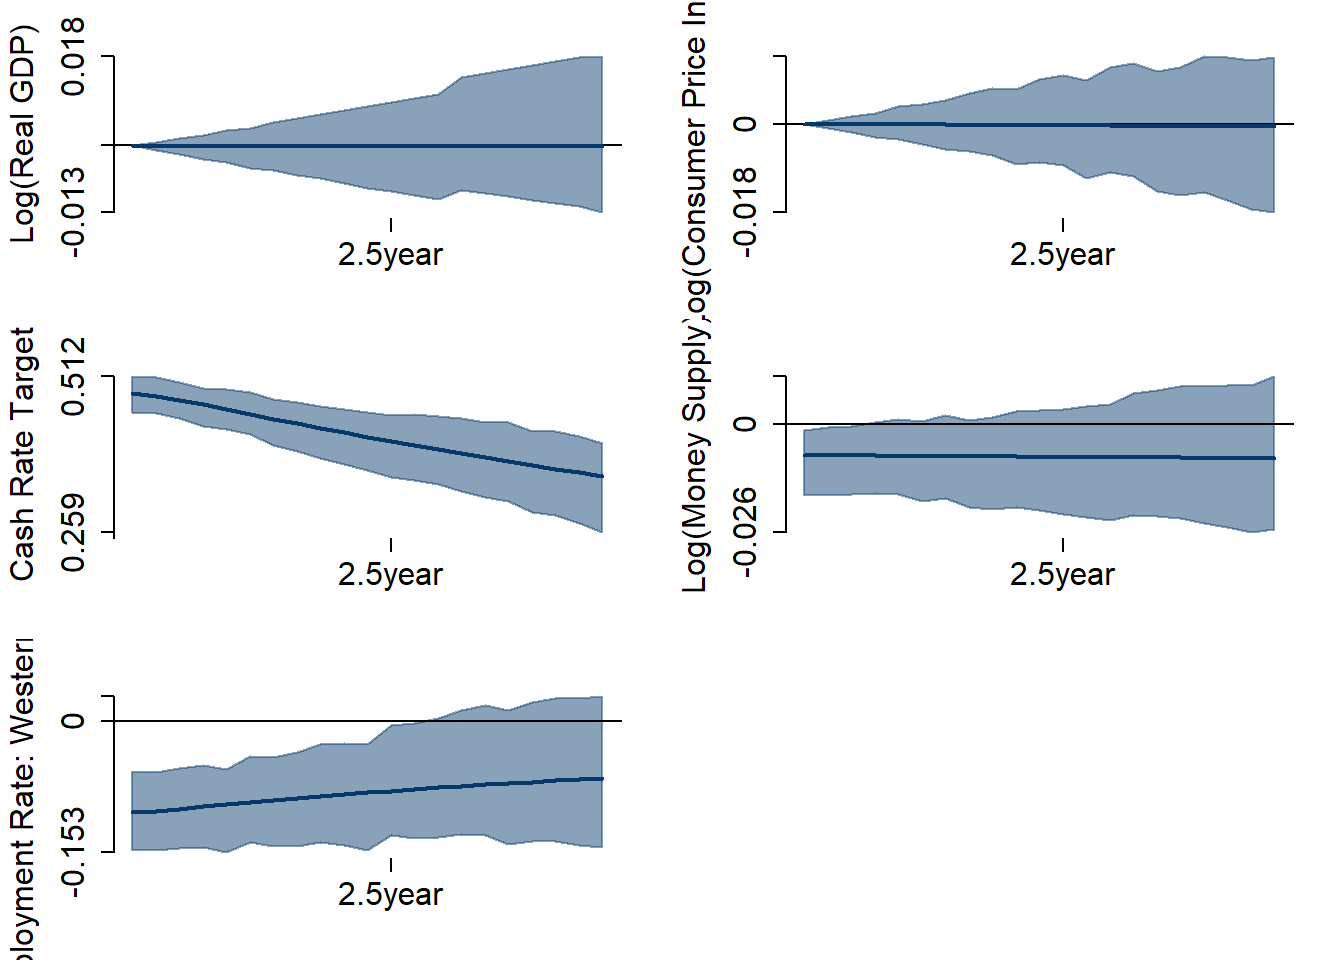 Log(Real GDP)
0.018
-0.013
2.5year
Log(Consumer Price In
0
-0.018
2.5year
Cash Rate Target
0.512
0.259
2.5year
Log(Money Supply)
0
-0.026
2.5year
ployment Rate: Western
0
-0.153
2.5year